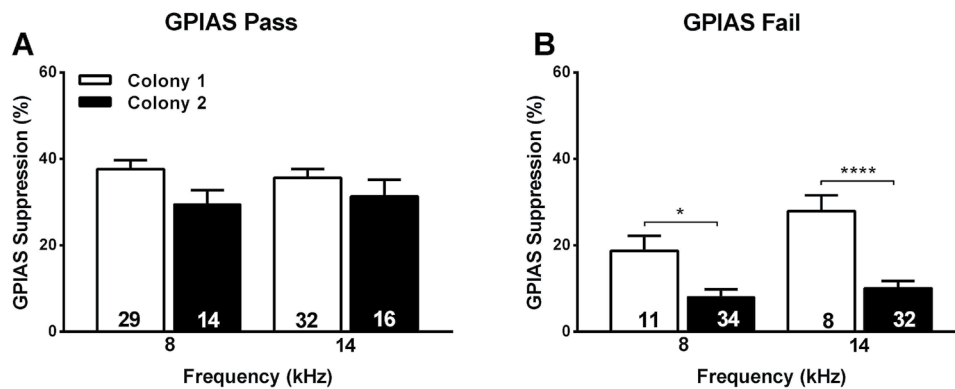 GPIAS Pass
A
60
40
20
0
GPIAS Suppression (%)
Colony 1
Colony 2
29
14
32
16
8
14
Frequency (kHz)
GPIAS Fail
B
60
40
20
0
GPIAS Suppression (%)
*
****
11
34
8
32
8
14
Frequency (kHz)